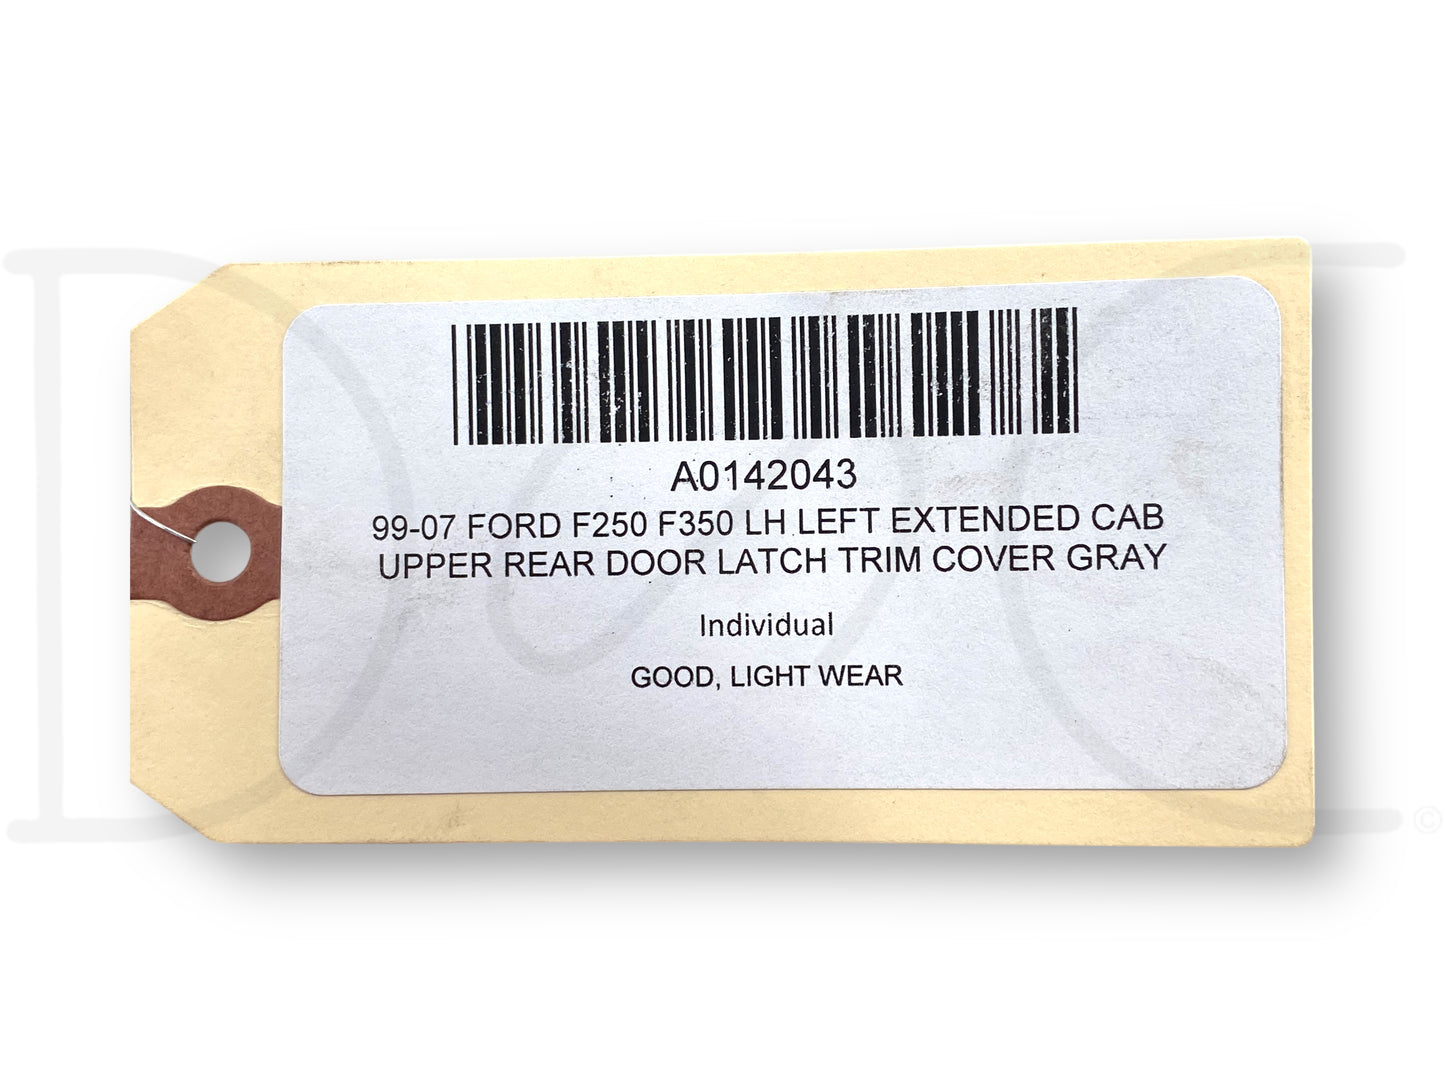 A0142043
99-07 FORD F250 F350 LH LEFT EXTENDED CAB
UPPER REAR DOOR LATCH TRIM COVER GRAY
Individual
GOOD, LIGHT WEAR
©